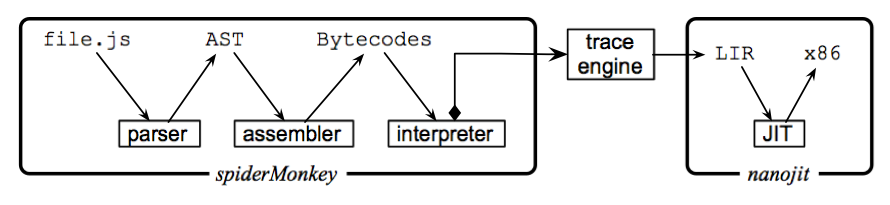 file.js
AST
Bytecodes
trace
engine
LIR
x86
parser
assembler
interpreter
JIT
spiderMonkey
nanojit